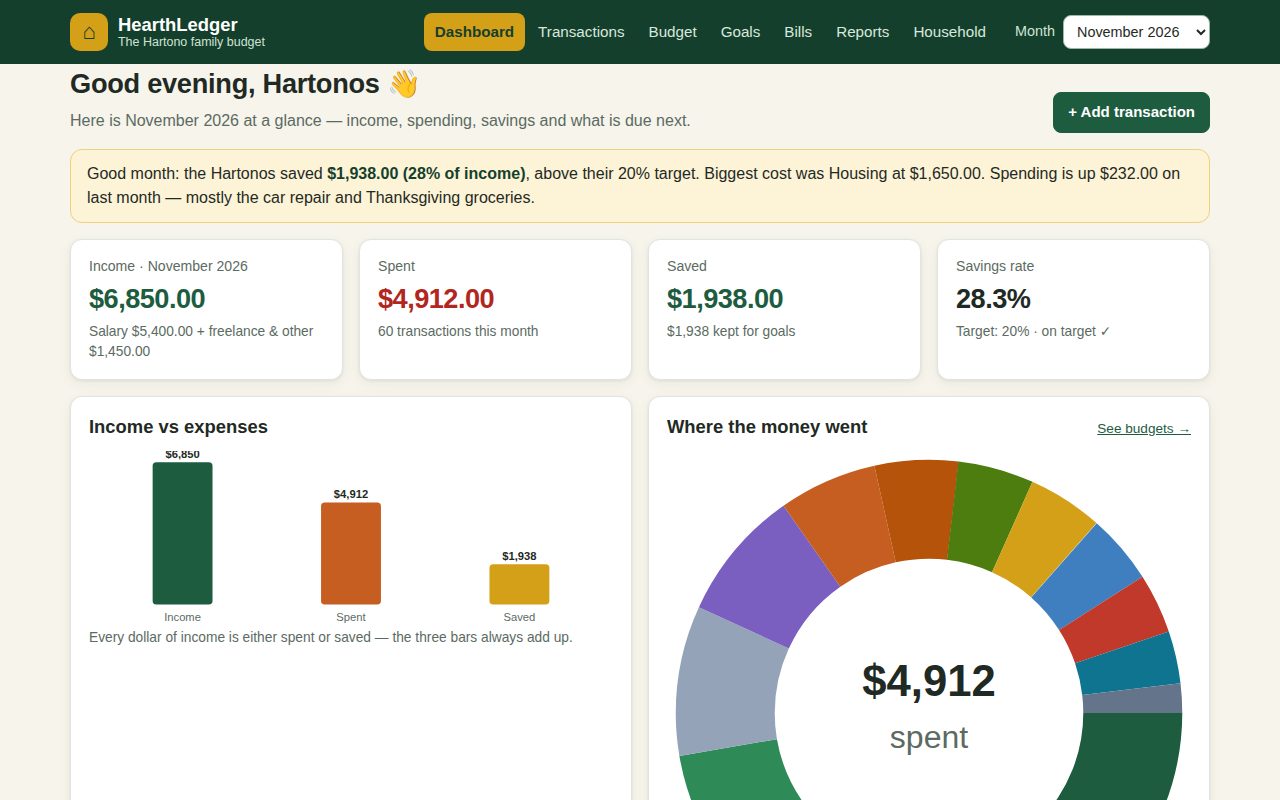 HearthLedger
The Hartono family budget
Dashboard
Transactions
Budget
Goals
Bills
Reports
Household
Month
November 2026
Good evening, Hartonos 👋
Here is November 2026 at a glance — income, spending, savings and what is due next.
+ Add transaction
Good month: the Hartonos saved $1,938.00 (28% of income), above their 20% target. Biggest cost was Housing at $1,650.00. Spending is up $232.00 on
last month — mostly the car repair and Thanksgiving groceries.
Income · November 2026
$6,850.00
Salary $5,400.00 + freelance & other
$1,450.00
Spent
$4,912.00
60 transactions this month
Saved
$1,938.00
$1,938 kept for goals
Savings rate
28.3%
Target: 20% · on target ✓
Income vs expenses
$6,850
$4,912
$1,938
Income
Spent
Saved
Every dollar of income is either spent or saved — the three bars always add up.
Where the money went
See budgets →
$4,912
spent